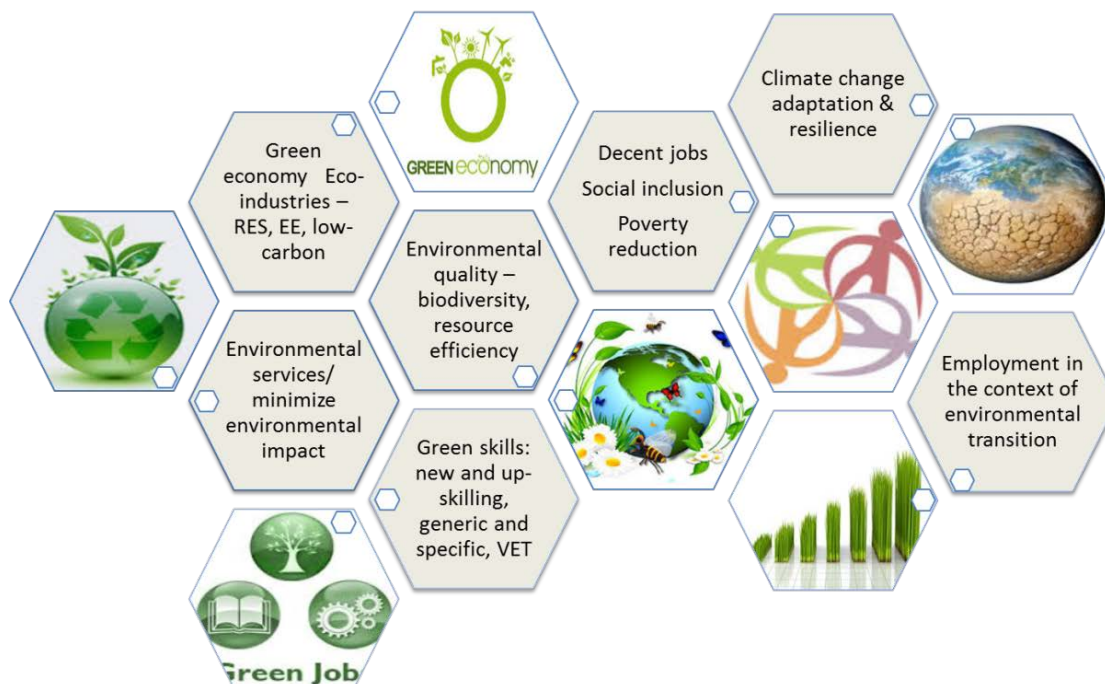 GREEN economy
Climate change
adaptation &
resilience
Green
economy Eco-
industries –
RES, EE, low-
carbon
Decent jobs
Social inclusion
Poverty
reduction
Environmental
quality –
biodiversity,
resource
efficiency
Environmental
services/
minimize
environmental
impact
Employment in
the context of
environmental
transition
Green skills:
new and up-
skilling,
generic and
specific, VET
Green Job